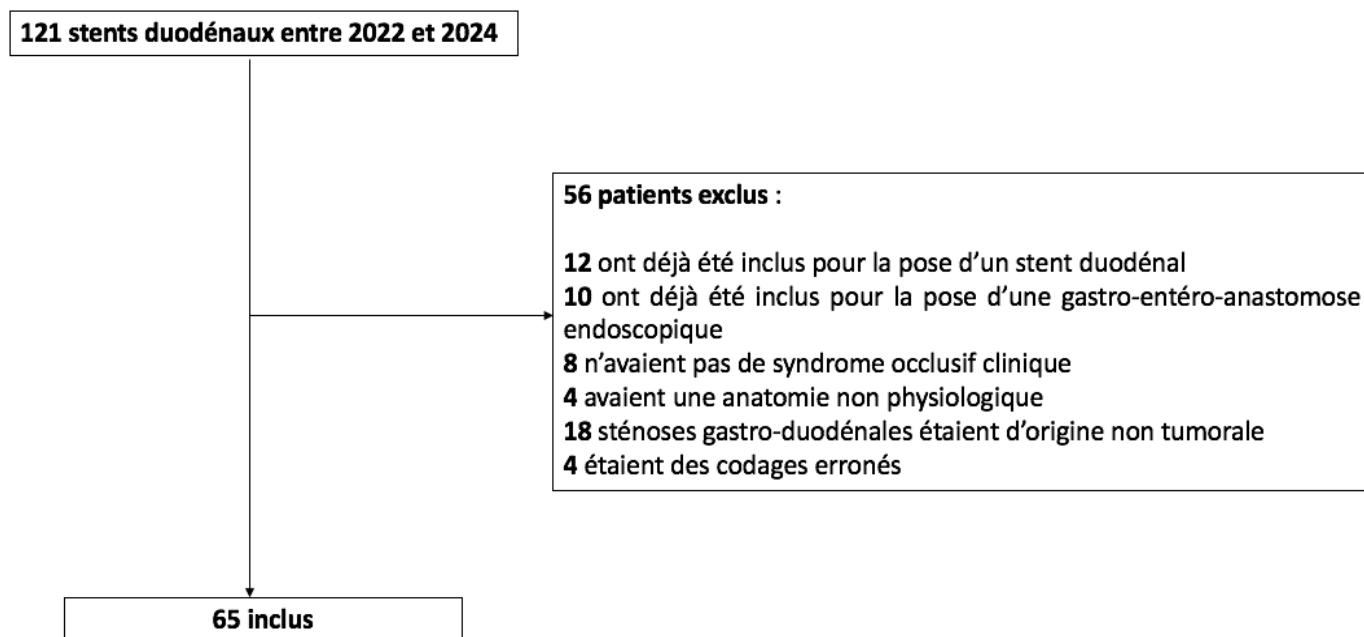 121 stents duodénaux entre 2022 et 2024
56 patients exclus :
12 ont déjà été inclus pour la pose d’un stent duodénal
10 ont déjà été inclus pour la pose d’une gastro-entéro-anastomose
endoscopique
8 n’avaient pas de syndrome occlusif clinique
4 avaient une anatomie non physiologique
18 sténoses gastro-duodénales étaient d’origine non tumorale
4 étaient des codages erronés
65 inclus